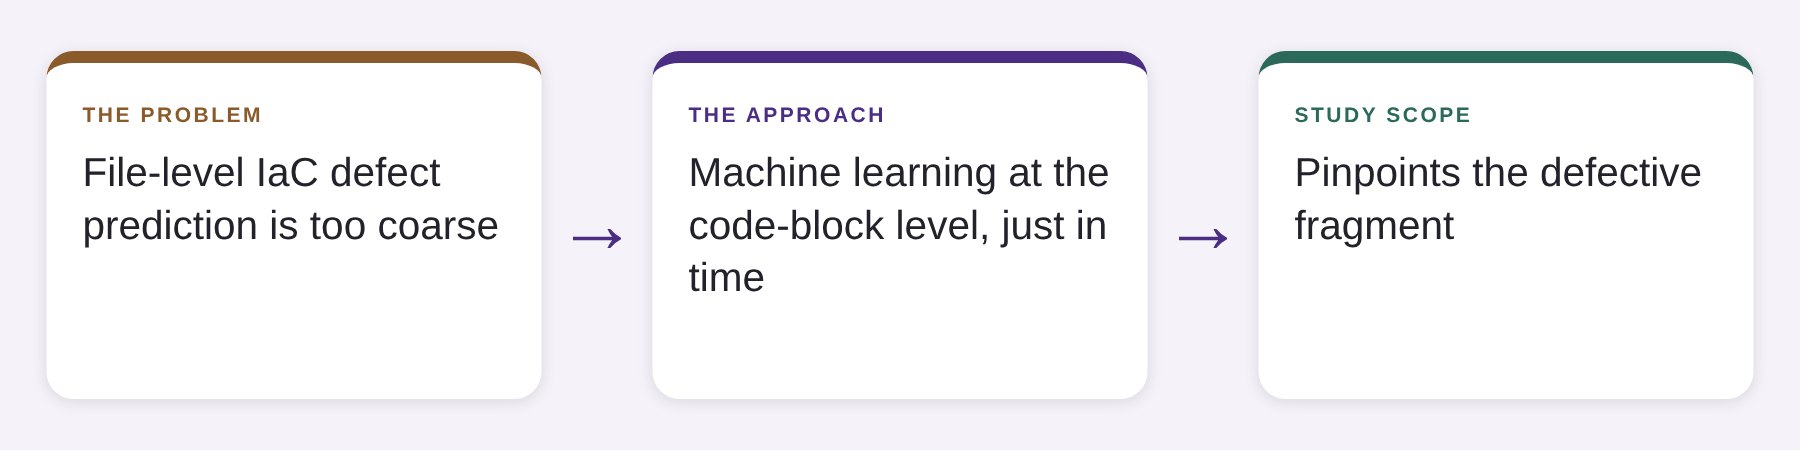 THE PROBLEM
File-level IaC defect
prediction is too coarse
→
THE APPROACH
Machine learning at the
code-block level, just in
time
→
STUDY SCOPE
Pinpoints the defective
fragment